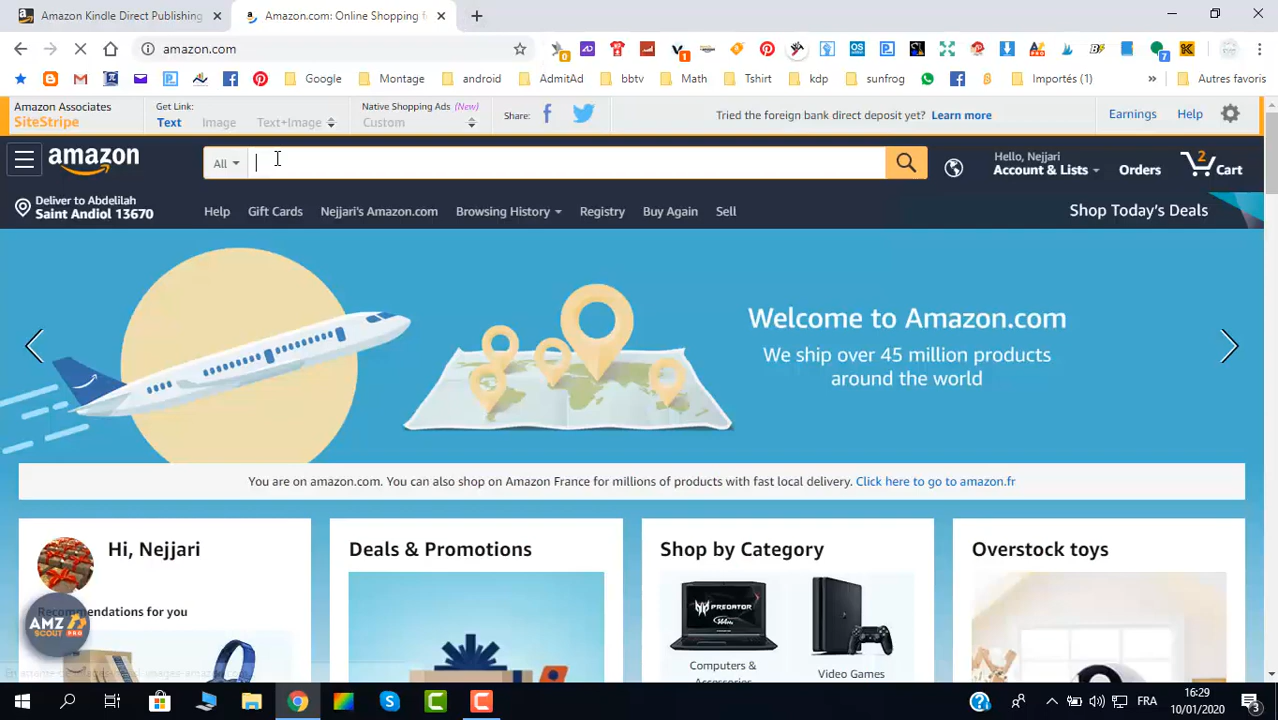 Amazon Kindle Direct Publishing
Amazon.com: Online Shopping f
amazon.com
Google
Montage
android
AdmitAd
bbtv
Math
Tshirt
kdp
sunfrog
Importés (1)
Autres favoris
Amazon Associates
SiteStripe
Get Link:
Text
Image
Text+Image
Native Shopping Ads (New)
Custom
Share:
Tried the foreign bank direct deposit yet? Learn more
Earnings
Help
amazon
All
Hello, Nejjari
Account & Lists
Orders
2
Cart
Deliver to Abdelilah
Saint Andiol 13670
Help
Gift Cards
Nejjari's Amazon.com
Browsing History
Registry
Buy Again
Sell
Shop Today's Deals
Welcome to Amazon.com
We ship over 45 million products
around the world
You are on amazon.com. You can also shop on Amazon France for millions of products with fast local delivery. Click here to go to amazon.fr
Hi, Nejjari
Recommendations for you
Deals & Promotions
Shop by Category
PREDATOR
Computers &
Accessories
Video Games
Overstock toys
AMZ
SCOUT
PRO
FRA
16:29
10/01/2020
3